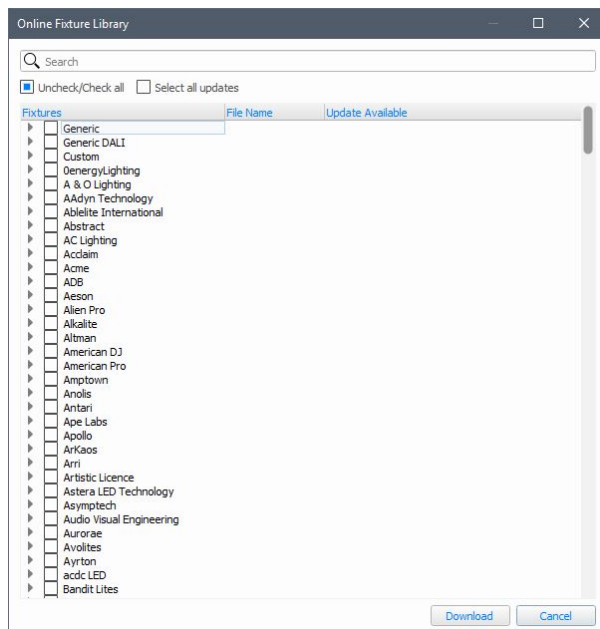 Online Fixture Library
Search
Uncheck/Check all Select all updates
Fixtures File Name Update Available
Generic
Generic DALI
Custom
0energyLighting
A & O Lighting
AAdyn Technology
Ablelite International
Abstract
AC Lighting
Acclaim
Acme
ADB
Aeson
Alien Pro
Alkalite
Altman
American DJ
American Pro
Amptown
Anolis
Antari
Ape Labs
Apollo
ArKaos
Arri
Artistic Licence
Astera LED Technology
Asymptech
Audio Visual Engineering
Aurorae
Avolites
Ayrton
acdc LED
Bandit Lites
Download Cancel